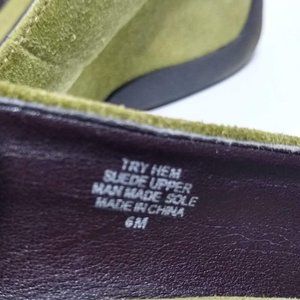 TRY HEM
SUEDE UPPER
MAN MADE SOLE
MADE IN CHINA
6M